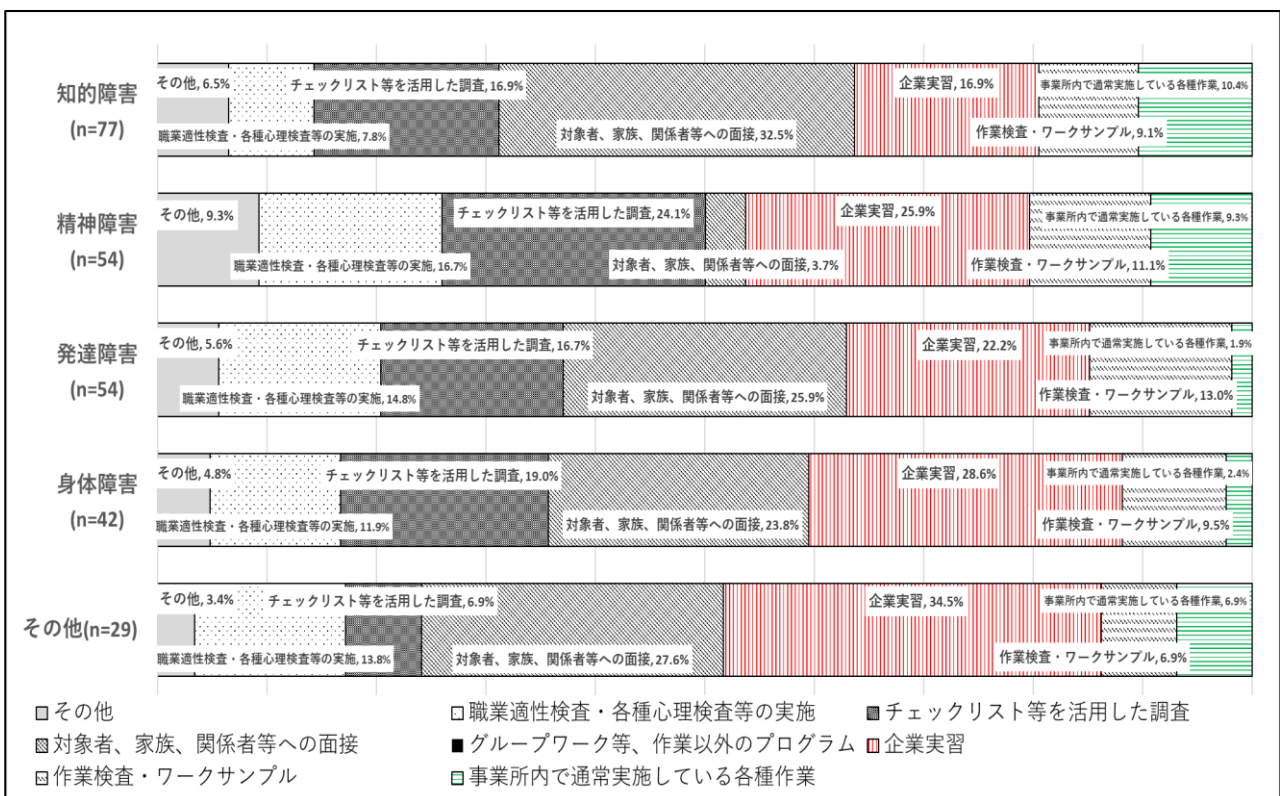 その他, 6.5%
チェックリスト等を活用した調査, 16.9%
企業実習, 16.9%
事業所内で通常実施している各種作業, 10.4%
知的障害
(n=77)
職業適性検査・各種心理検査等の実施, 7.8%
対象者、家族、関係者等への面接, 32.5%
作業検査・ワークサンプル, 9.1%
その他, 9.3%
チェックリスト等を活用した調査, 24.1%
企業実習, 25.9%
事業所内で通常実施している各種作業, 9.3%
精神障害
(n=54)
職業適性検査・各種心理検査等の実施, 16.7%
対象者、家族、関係者等への面接, 3.7%
作業検査・ワークサンプル, 11.1%
その他, 5.6%
チェックリスト等を活用した調査, 16.7%
企業実習, 22.2%
事業所内で通常実施している各種作業, 1.9%
発達障害
(n=54)
職業適性検査・各種心理検査等の実施, 14.8%
対象者、家族、関係者等への面接, 25.9%
作業検査・ワークサンプル, 13.0%
その他, 4.8%
チェックリスト等を活用した調査, 19.0%
企業実習, 28.6%
事業所内で通常実施している各種作業, 2.4%
身体障害
(n=42)
職業適性検査・各種心理検査等の実施, 11.9%
対象者、家族、関係者等への面接, 23.8%
作業検査・ワークサンプル, 9.5%
その他, 3.4%
チェックリスト等を活用した調査, 6.9%
企業実習, 34.5%
事業所内で通常実施している各種作業, 6.9%
その他(n=29)
職業適性検査・各種心理検査等の実施, 13.8%
対象者、家族、関係者等への面接, 27.6%
作業検査・ワークサンプル, 6.9%
その他
職業適性検査・各種心理検査等の実施
チェックリスト等を活用した調査
対象者、家族、関係者等への面接
グループワーク等、作業以外のプログラム
企業実習
作業検査・ワークサンプル
事業所内で通常実施している各種作業